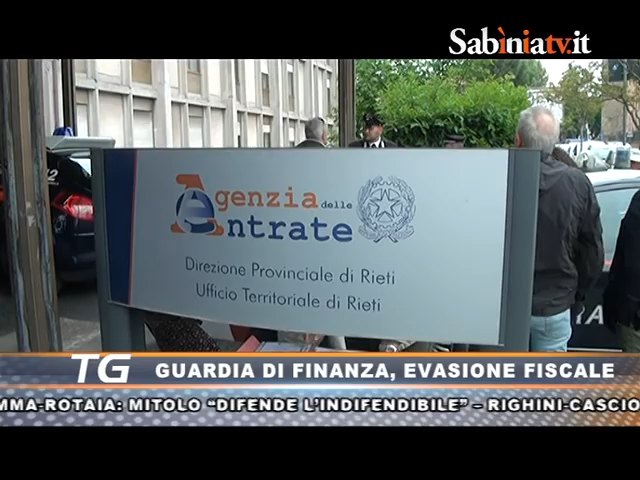 Sabiniatv.it
Agenzia delle
Entrate
Direzione Provinciale di Rieti
Ufficio Territoriale di Rieti
TG GUARDIA DI FINANZA, EVASIONE FISCALE
MMA-ROTAIA: MITOLO “DIFENDE L’INDIFENDIBILE” – RIGHINI-CASCIO